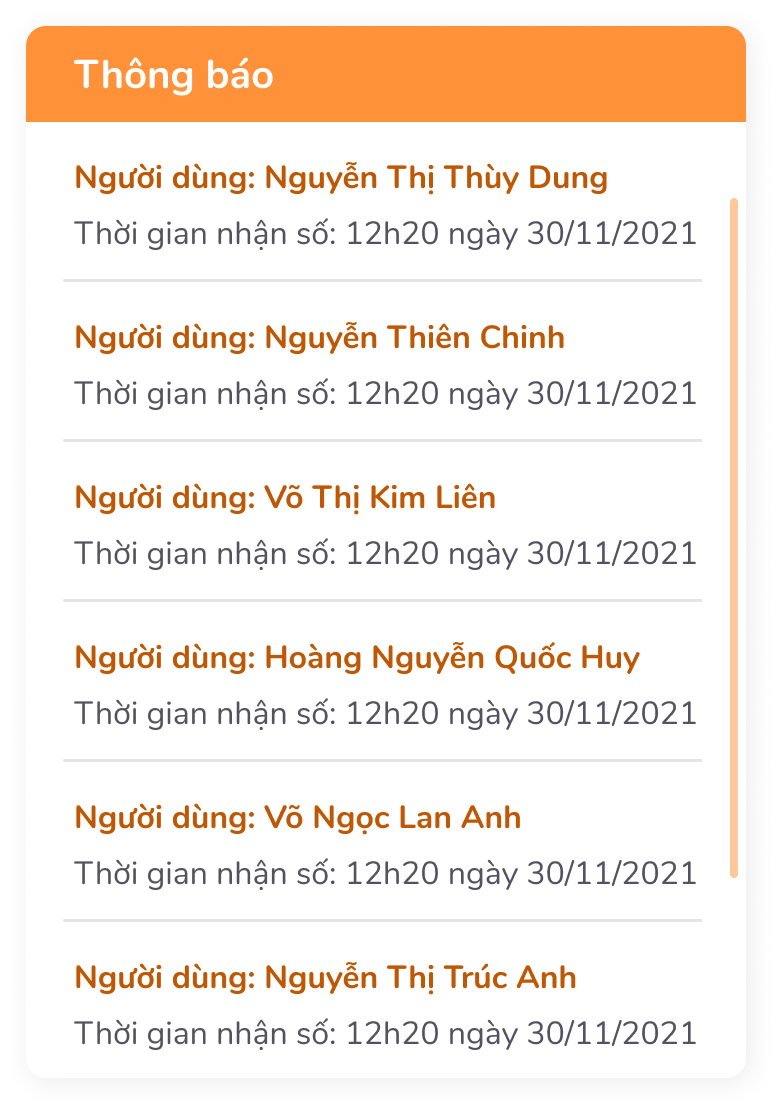 Thông báo
Người dùng: Nguyễn Thị Thùy Dung
Thời gian nhận số: 12h20 ngày 30/11/2021
Người dùng: Nguyễn Thiên Chinh
Thời gian nhận số: 12h20 ngày 30/11/2021
Người dùng: Võ Thị Kim Liên
Thời gian nhận số: 12h20 ngày 30/11/2021
Người dùng: Hoàng Nguyễn Quốc Huy
Thời gian nhận số: 12h20 ngày 30/11/2021
Người dùng: Võ Ngọc Lan Anh
Thời gian nhận số: 12h20 ngày 30/11/2021
Người dùng: Nguyễn Thị Trúc Anh
Thời gian nhận số: 12h20 ngày 30/11/2021